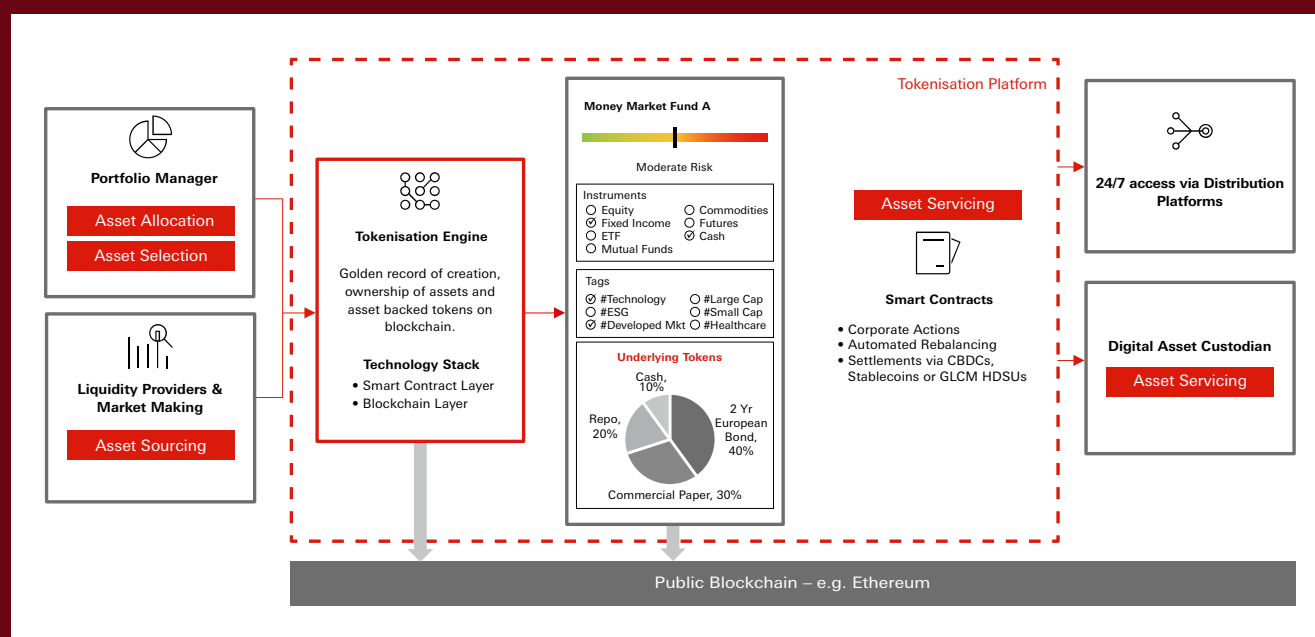 Tokenisation Platform
Portfolio Manager
Asset Allocation
Asset Selection
Liquidity Providers &
Market Making
Asset Sourcing
Tokenisation Engine
Golden record of creation,
ownership of assets and
asset backed tokens on
blockchain.
Technology Stack
• Smart Contract Layer
• Blockchain Layer
Money Market Fund A
Moderate Risk
Instruments
Equity
Fixed Income
ETF
Mutual Funds
Commodities
Futures
Cash
Tags
#Technology
#ESG
#Developed Mkt
#Large Cap
#Small Cap
#Healthcare
Underlying Tokens
Cash,
10%
Repo,
20%
2 Yr
European
Bond,
40%
Commercial Paper, 30%
Asset Servicing
Smart Contracts
• Corporate Actions
• Automated Rebalancing
• Settlements via CBDCs,
Stablecoins or GLCM HDSUs
24/7 access via Distribution
Platforms
Digital Asset Custodian
Asset Servicing
Public Blockchain – e.g. Ethereum